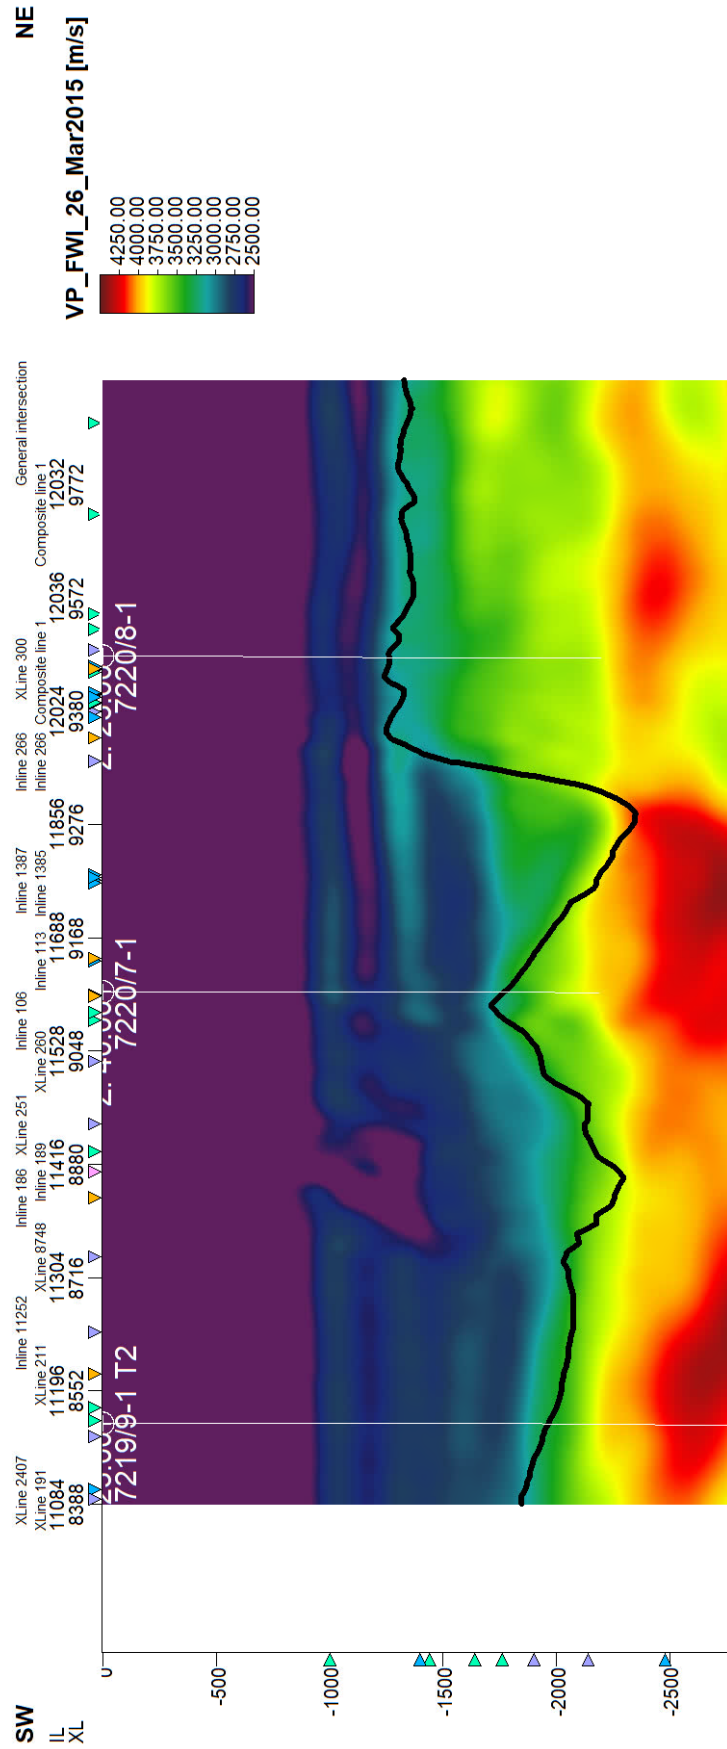 SW
NE
VP_FWI_26_Mar2015 [m/s]
4250.00
4000.00
3750.00
3500.00
3250.00
3000.00
2750.00
2500.00
XLine 2407 Inline 11252 Inline 186 XLine 251 Inline 106 Inline 1387 Inline 266 XLine 300 General intersection
XLine 191 XLine 211 XLine 8748 Inline 189 XLine 260 Inline 113 Inline 1385 Inline 266 Composite line 1 Composite line 1
IL 11084 11196 11304 11416 11528 11688 11856 12024 12036 12032
XL 8388 8552 8716 8880 9048 9168 9276 9380 9572 9772
7219/9-1 T2
7220/7-1
7220/8-1
0
-500
-1000
-1500
-2000
-2500